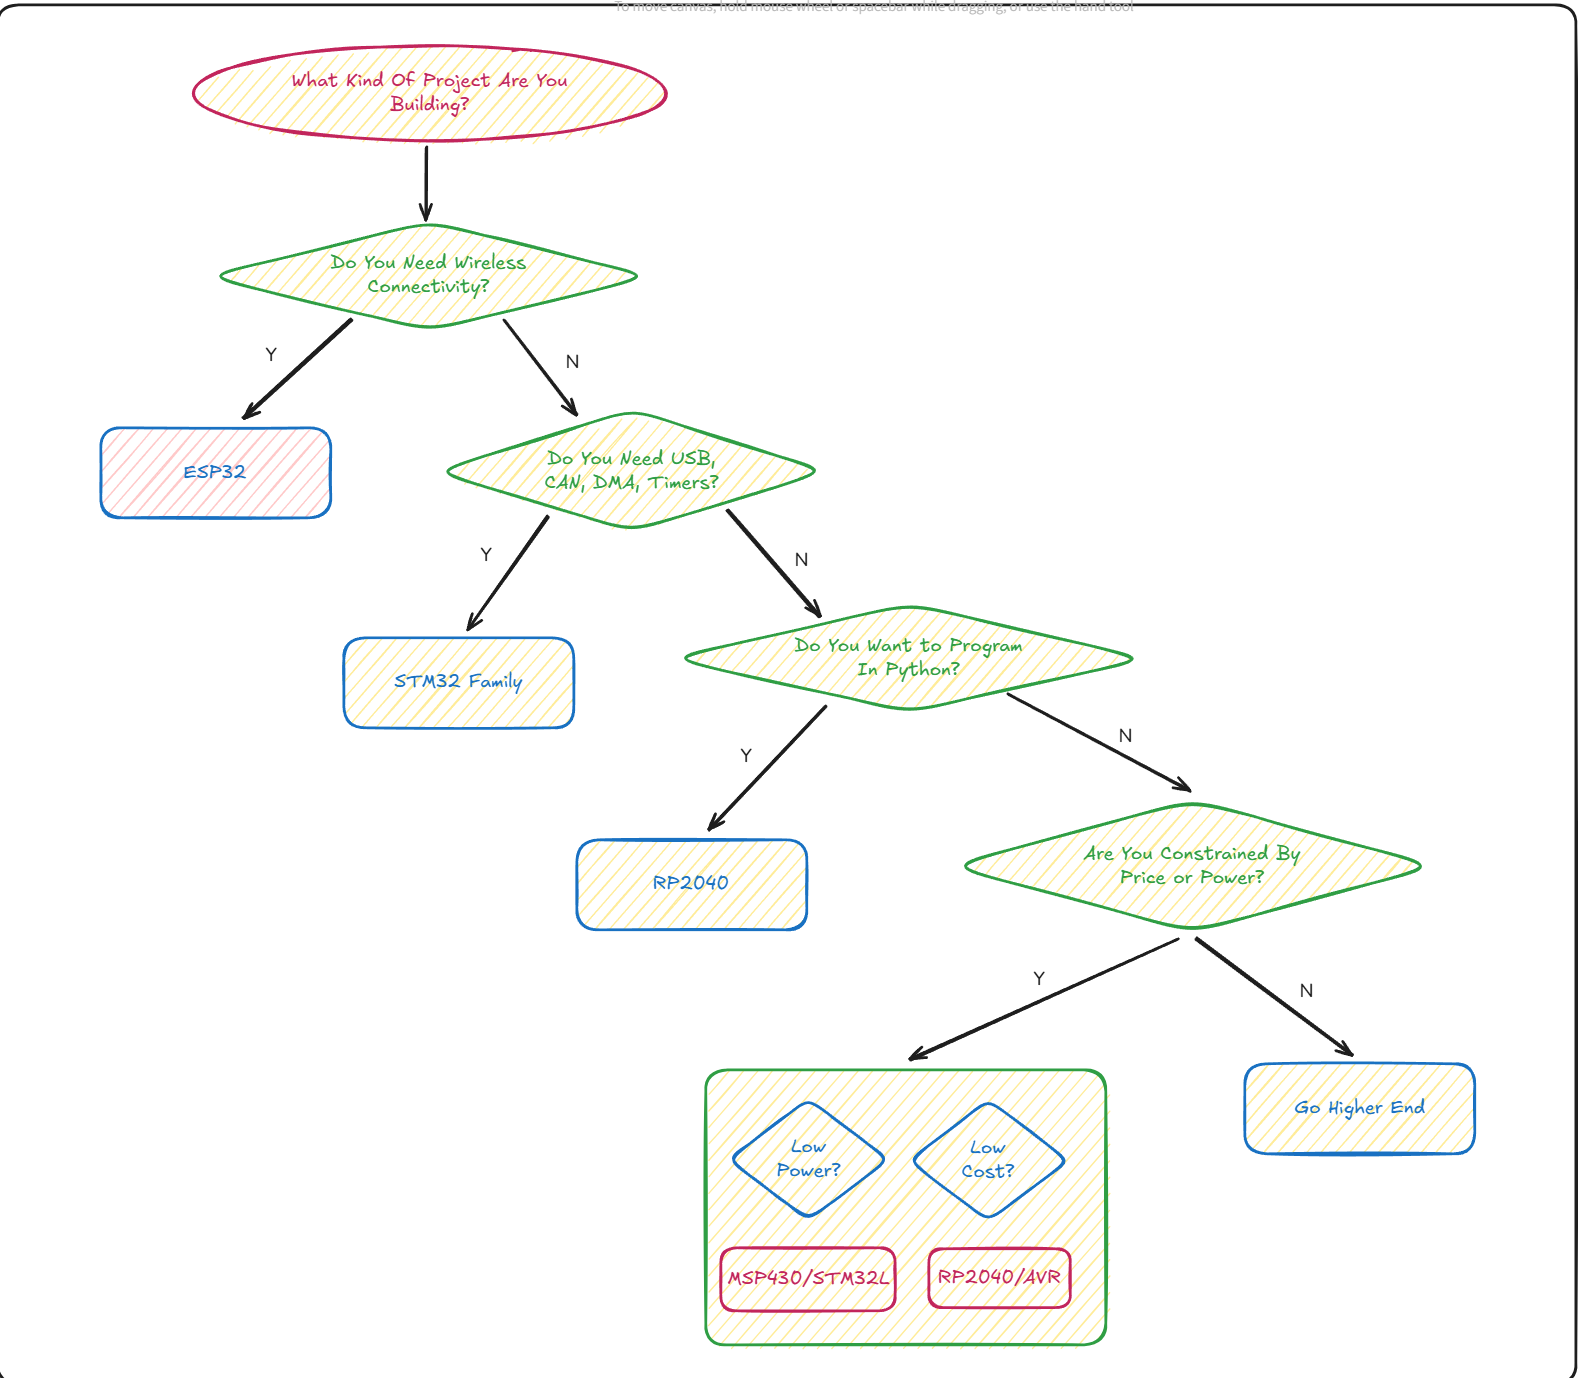 To move canvas, hold mouse wheel or spacebar while dragging, or use the hand tool
What Kind Of Project Are You
Building?
Do You Need Wireless
Connectivity?
Y
N
ESP32
Do You Need USB,
CAN, DMA, Timers?
Y
N
STM32 Family
Do You Want to Program
In Python?
Y
N
RP2040
Are You Constrained By
Price or Power?
Y
N
Low
Power?
Low
Cost?
MSP430/STM32L
RP2040/AVR
Go Higher End